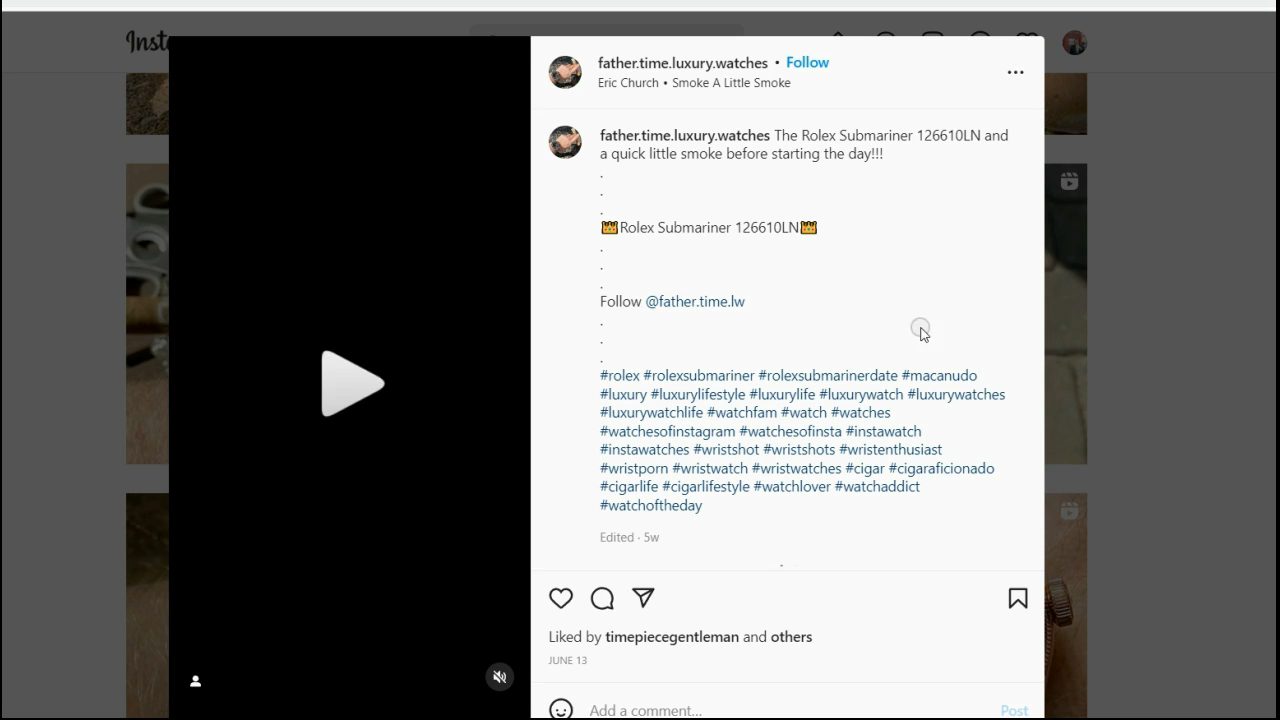 Inst
father.time.luxury.watches • Follow
Eric Church • Smoke A Little Smoke
father.time.luxury.watches The Rolex Submariner 126610LN and
a quick little smoke before starting the day!!!
.
.
.
👑Rolex Submariner 126610LN👑
.
.
.
Follow @father.time.lw
.
.
.
#rolex #rolexsubmariner #rolexsubmarinerdate #macanudo
#luxury #luxurylifestyle #luxurylife #luxurywatch #luxurywatches
#luxurywatchlife #watchfam #watch #watches
#watchesofinstagram #watchesofinsta #instawatch
#instawatches #wristshot #wristshots #wristenthusiast
#wristporn #wristwatch #wristwatches #cigar #cigaraficionado
#cigarlife #cigarlifestyle #watchlover #watchaddict
#watchoftheday
Edited · 5w
Liked by timepiecegentleman and others
JUNE 13
Add a comment... Post